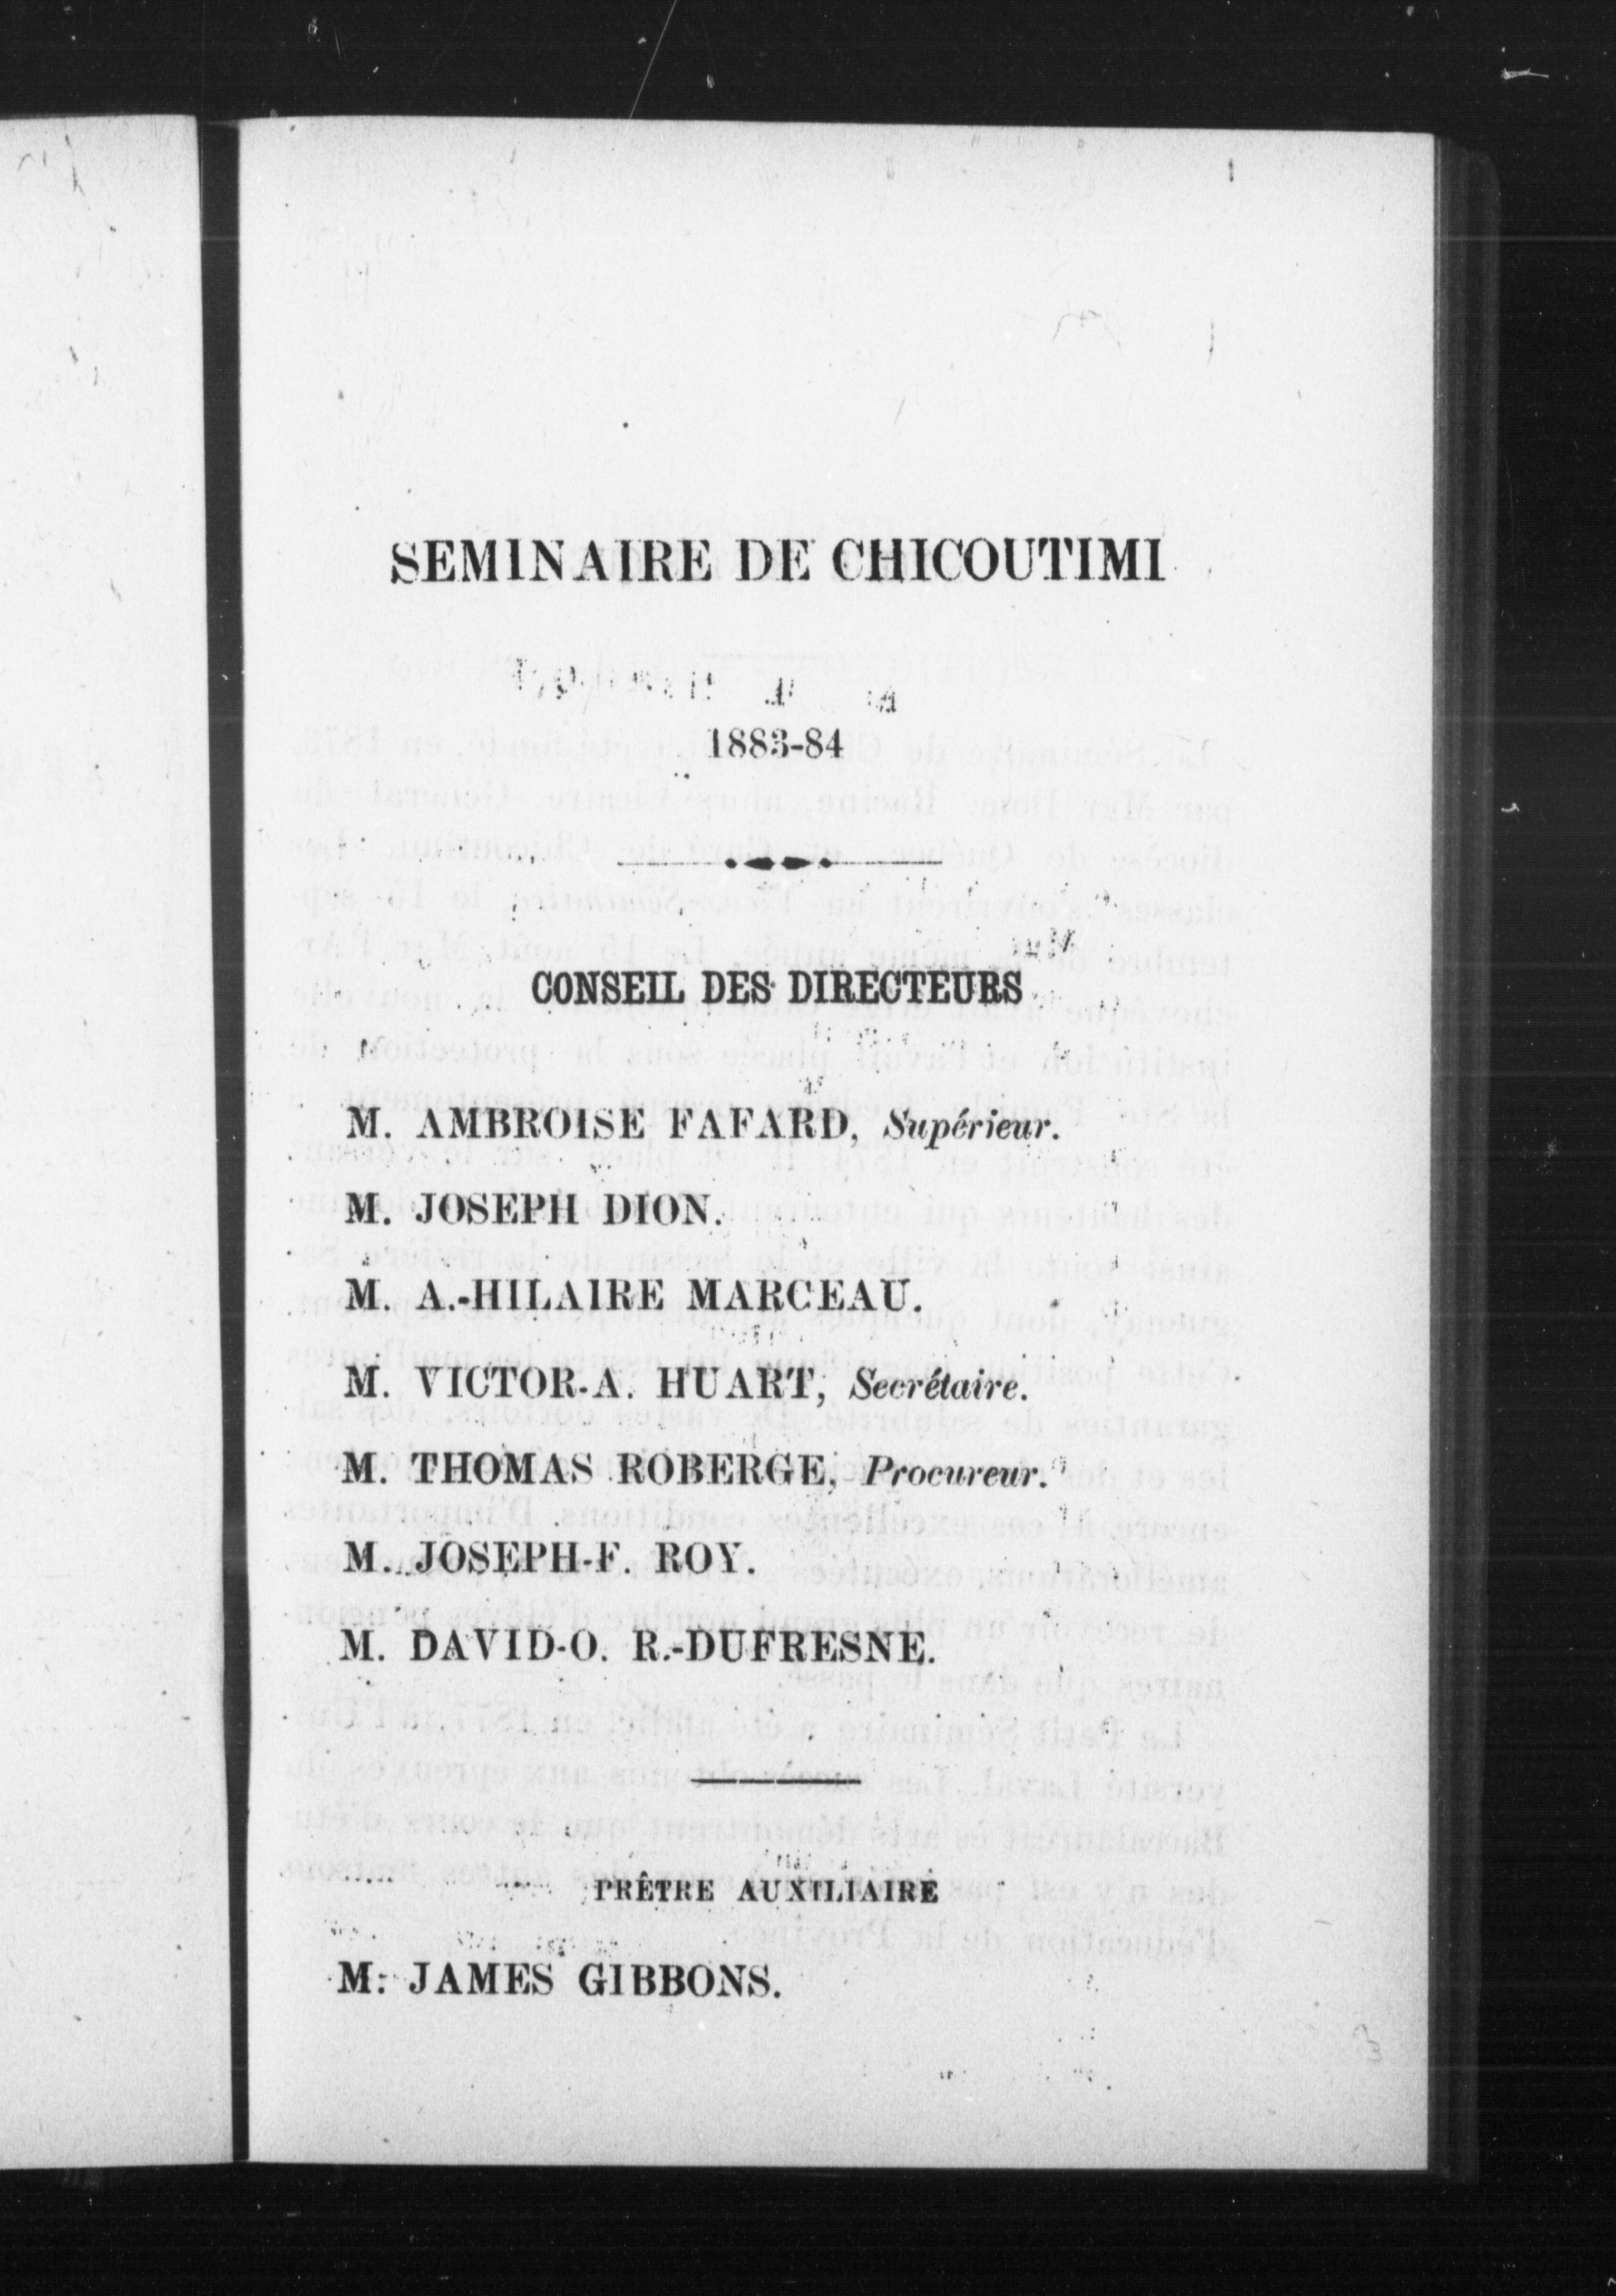 SEMINAIRE DE CHICOUTIMI
1883-84
CONSEIL DES DIRECTEURS
M. AMBROISE FAFARD, Supérieur.
M. JOSEPH DION.
M. A.-HILAIRE MARCEAU.
M. VICTOR-A. HUART, Secrétaire.
M. THOMAS ROBERGE, Procureur.
M. JOSEPH-F. ROY.
M. DAVID-O. R.-DUFRESNE.
PRÊTRE AUXILIAIRE
M. JAMES GIBBONS.